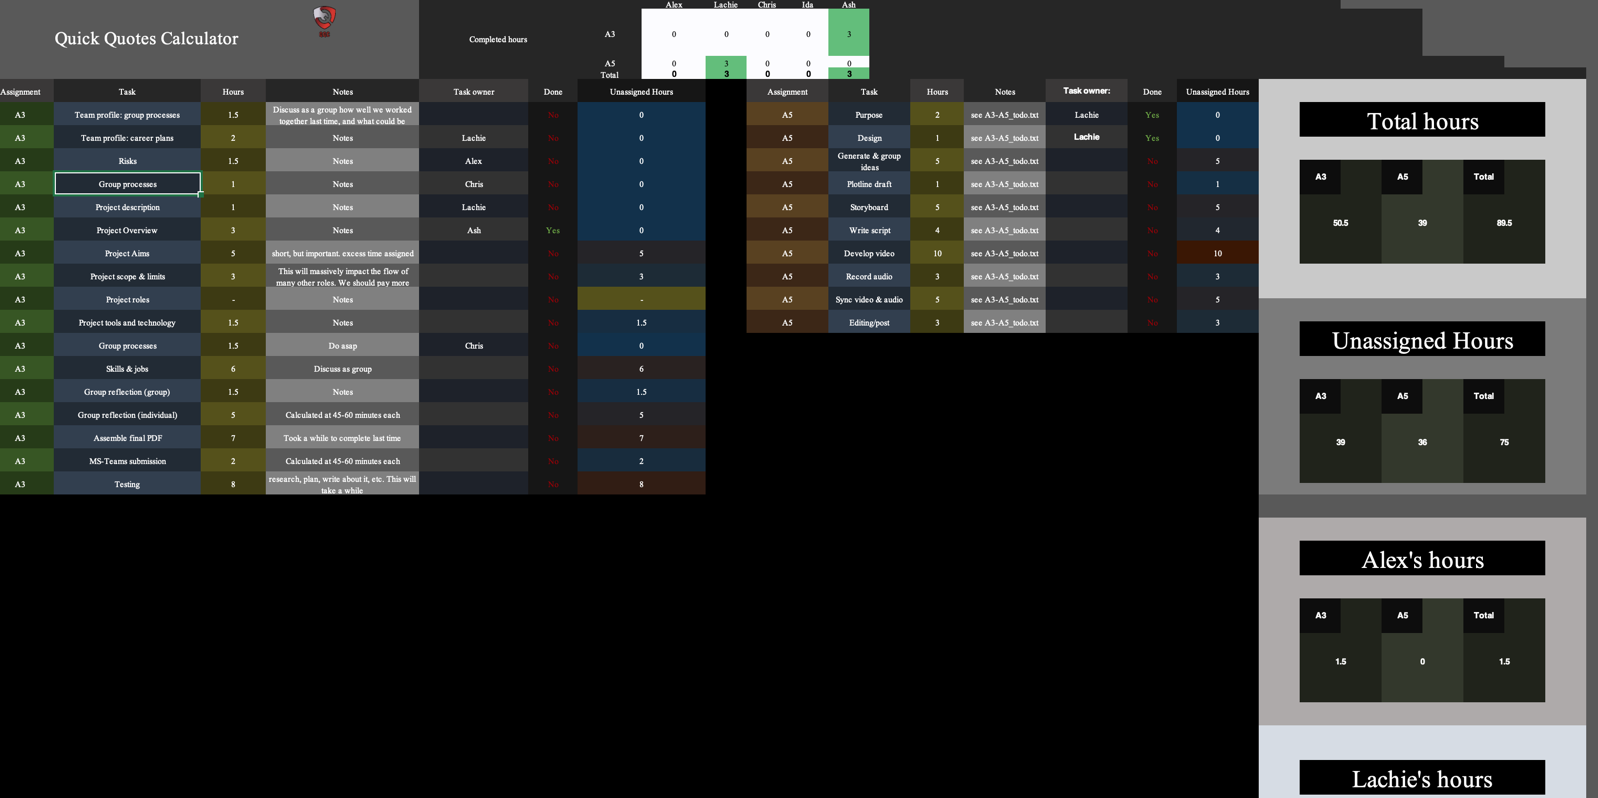 Quick Quotes Calculator
Completed hours
Alex Lachie Chris Ida Ash
A3 0 0 0 0 3
A5 0 3 0 0 0
Total 0 3 0 0 3
Assignment Task Hours Notes Task owner Done Unassigned Hours
A3 Team profile: group processes 1.5 Discuss as a group how well we worked together last time, and what could be No 0
A3 Team profile: career plans 2 Notes Lachie No 0
A3 Risks 1.5 Notes Alex No 0
A3 Group processes 1 Notes Chris No 0
A3 Project description 1 Notes Lachie No 0
A3 Project Overview 3 Notes Ash Yes 0
A3 Project Aims 5 short, but important. excess time assigned No 5
A3 Project scope & limits 3 This will massively impact the flow of many other roles. We should pay more No 3
A3 Project roles - Notes No -
A3 Project tools and technology 1.5 Notes No 1.5
A3 Group processes 1.5 Do asap Chris No 0
A3 Skills & jobs 6 Discuss as group No 6
A3 Group reflection (group) 1.5 Notes No 1.5
A3 Group reflection (individual) 5 Calculated at 45-60 minutes each No 5
A3 Assemble final PDF 7 Took a while to complete last time No 7
A3 MS-Teams submission 2 Calculated at 45-60 minutes each No 2
A3 Testing 8 research, plan, write about it, etc. This will take a while No 8
Assignment Task Hours Notes Task owner: Done Unassigned Hours
A5 Purpose 2 see A3-A5_todo.txt Lachie Yes 0
A5 Design 1 see A3-A5_todo.txt Lachie Yes 0
A5 Generate & group ideas 5 see A3-A5_todo.txt No 5
A5 Plotline draft 1 see A3-A5_todo.txt No 1
A5 Storyboard 5 see A3-A5_todo.txt No 5
A5 Write script 4 see A3-A5_todo.txt No 4
A5 Develop video 10 see A3-A5_todo.txt No 10
A5 Record audio 3 see A3-A5_todo.txt No 3
A5 Sync video & audio 5 see A3-A5_todo.txt No 5
A5 Editing/post 3 see A3-A5_todo.txt No 3
Total hours
A3 A5 Total
50.5 39 89.5
Unassigned Hours
A3 A5 Total
39 36 75
Alex's hours
A3 A5 Total
1.5 0 1.5
Lachie's hours